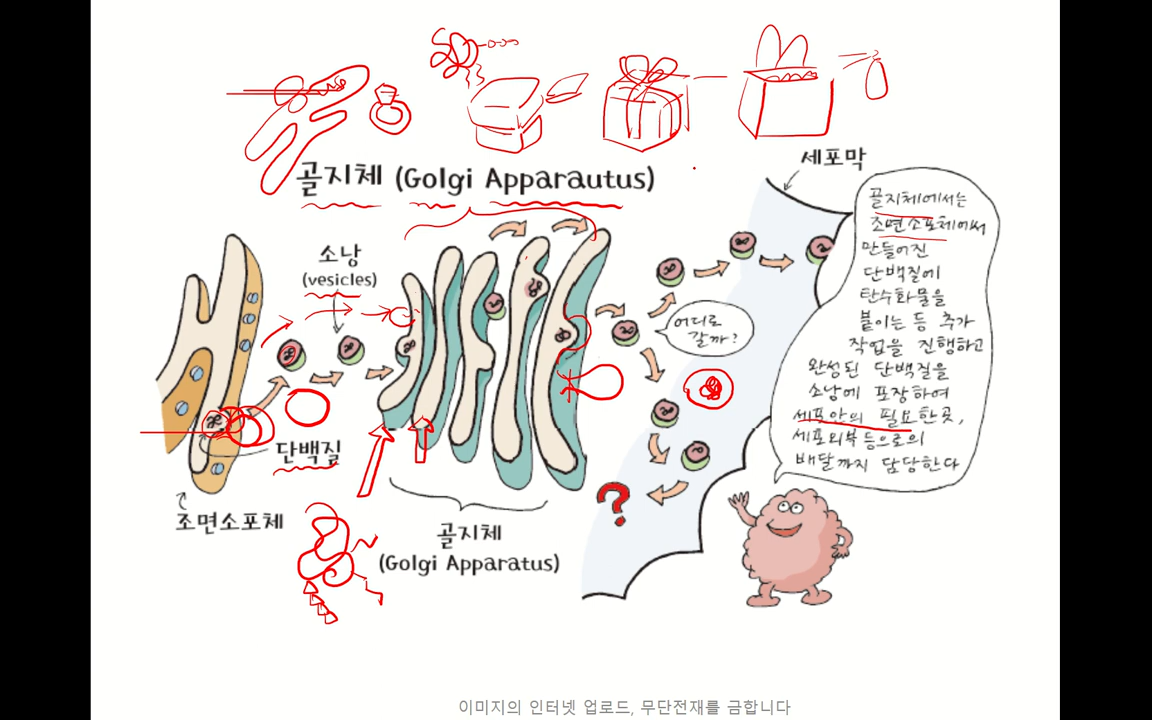 골지체 (Golgi Apparautus)
세포막
소낭
(vesicles)
어디로
갈까?
단백질
조면소포체
골지체
(Golgi Apparatus)
?
골지체에서는
조면소포체에서
만들어진
단백질에
탄수화물을
붙이는 등 추가
작업을 진행하고
완성된 단백질을
소낭에 포장하여
세포안의 필요한곳,
세포외부등으로의
배달까지 담당한다
이미지의 인터넷 업로드, 무단전재를 금합니다